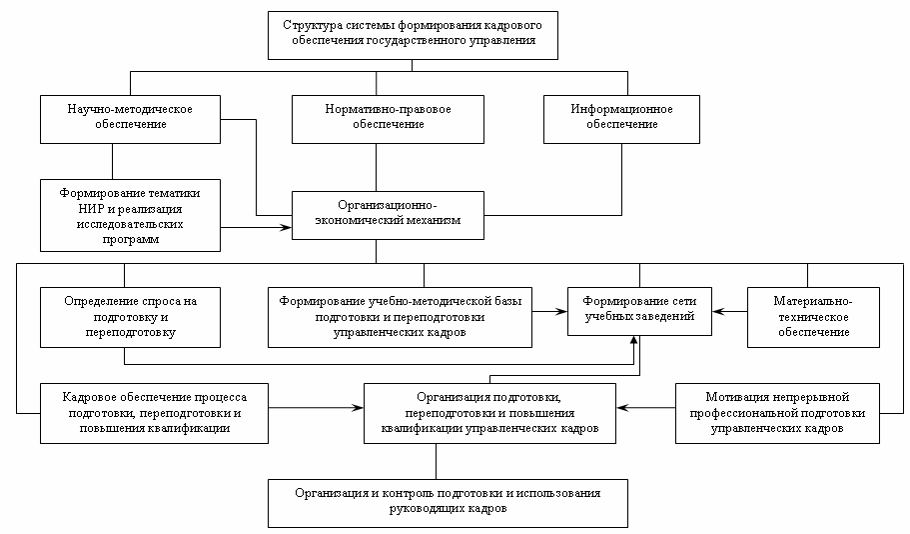 Структура системы формирования кадрового
обеспечения государственного управления
Научно-методическое
обеспечение
Нормативно-правовое
обеспечение
Информационное
обеспечение
Формирование тематики
НИР и реализация
исследовательских
программ
Организационно-
экономический механизм
Определение спроса на
подготовку и
переподготовку
Формирование учебно-методической базы
подготовки и переподготовки
управленческих кадров
Формирование сети
учебных заведений
Материально-
техническое
обеспечение
Кадровое обеспечение процесса
подготовки, переподготовки и
повышения квалификации
Организация подготовки,
переподготовки и повышения
квалификации управленческих кадров
Мотивация непрерывной
профессиональной подготовки
управленческих кадров
Организация и контроль подготовки и использования
руководящих кадров